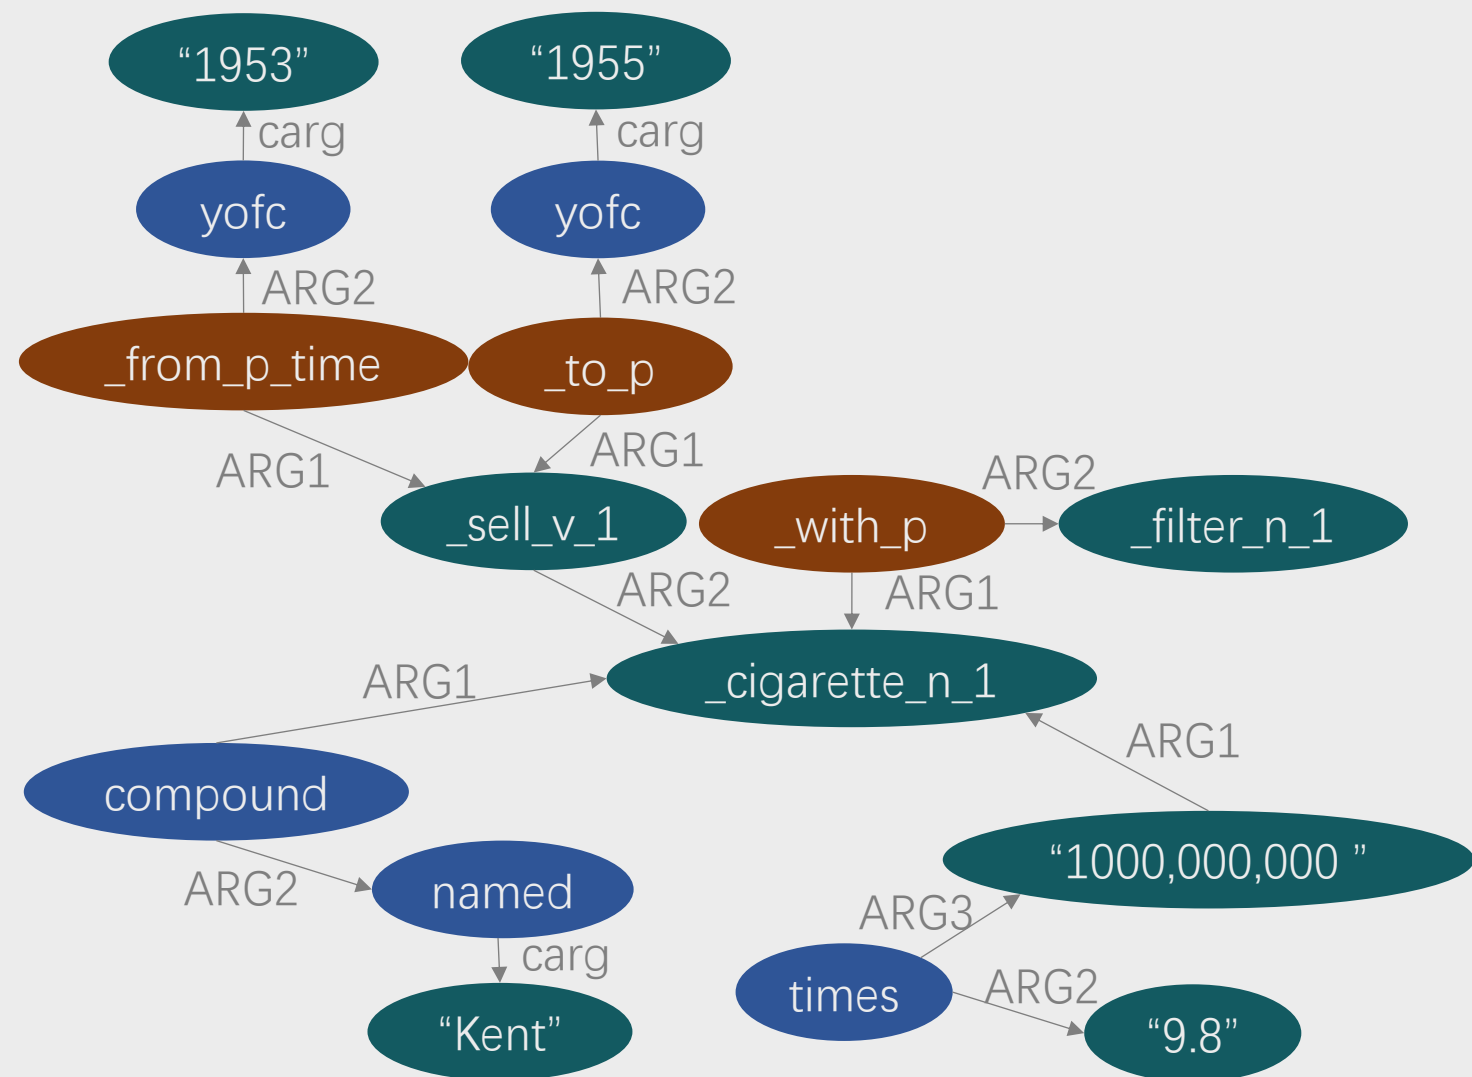 “1953”
“1955”
carg
carg
yofc
yofc
ARG2
ARG2
_from_p_time
_to_p
ARG1
ARG1
ARG2
_sell_v_1
_with_p
_filter_n_1
ARG2
ARG1
ARG1
_cigarette_n_1
ARG1
compound
“1000,000,000 ”
ARG2
named
ARG3
carg
times
ARG2
“Kent”
“9.8”